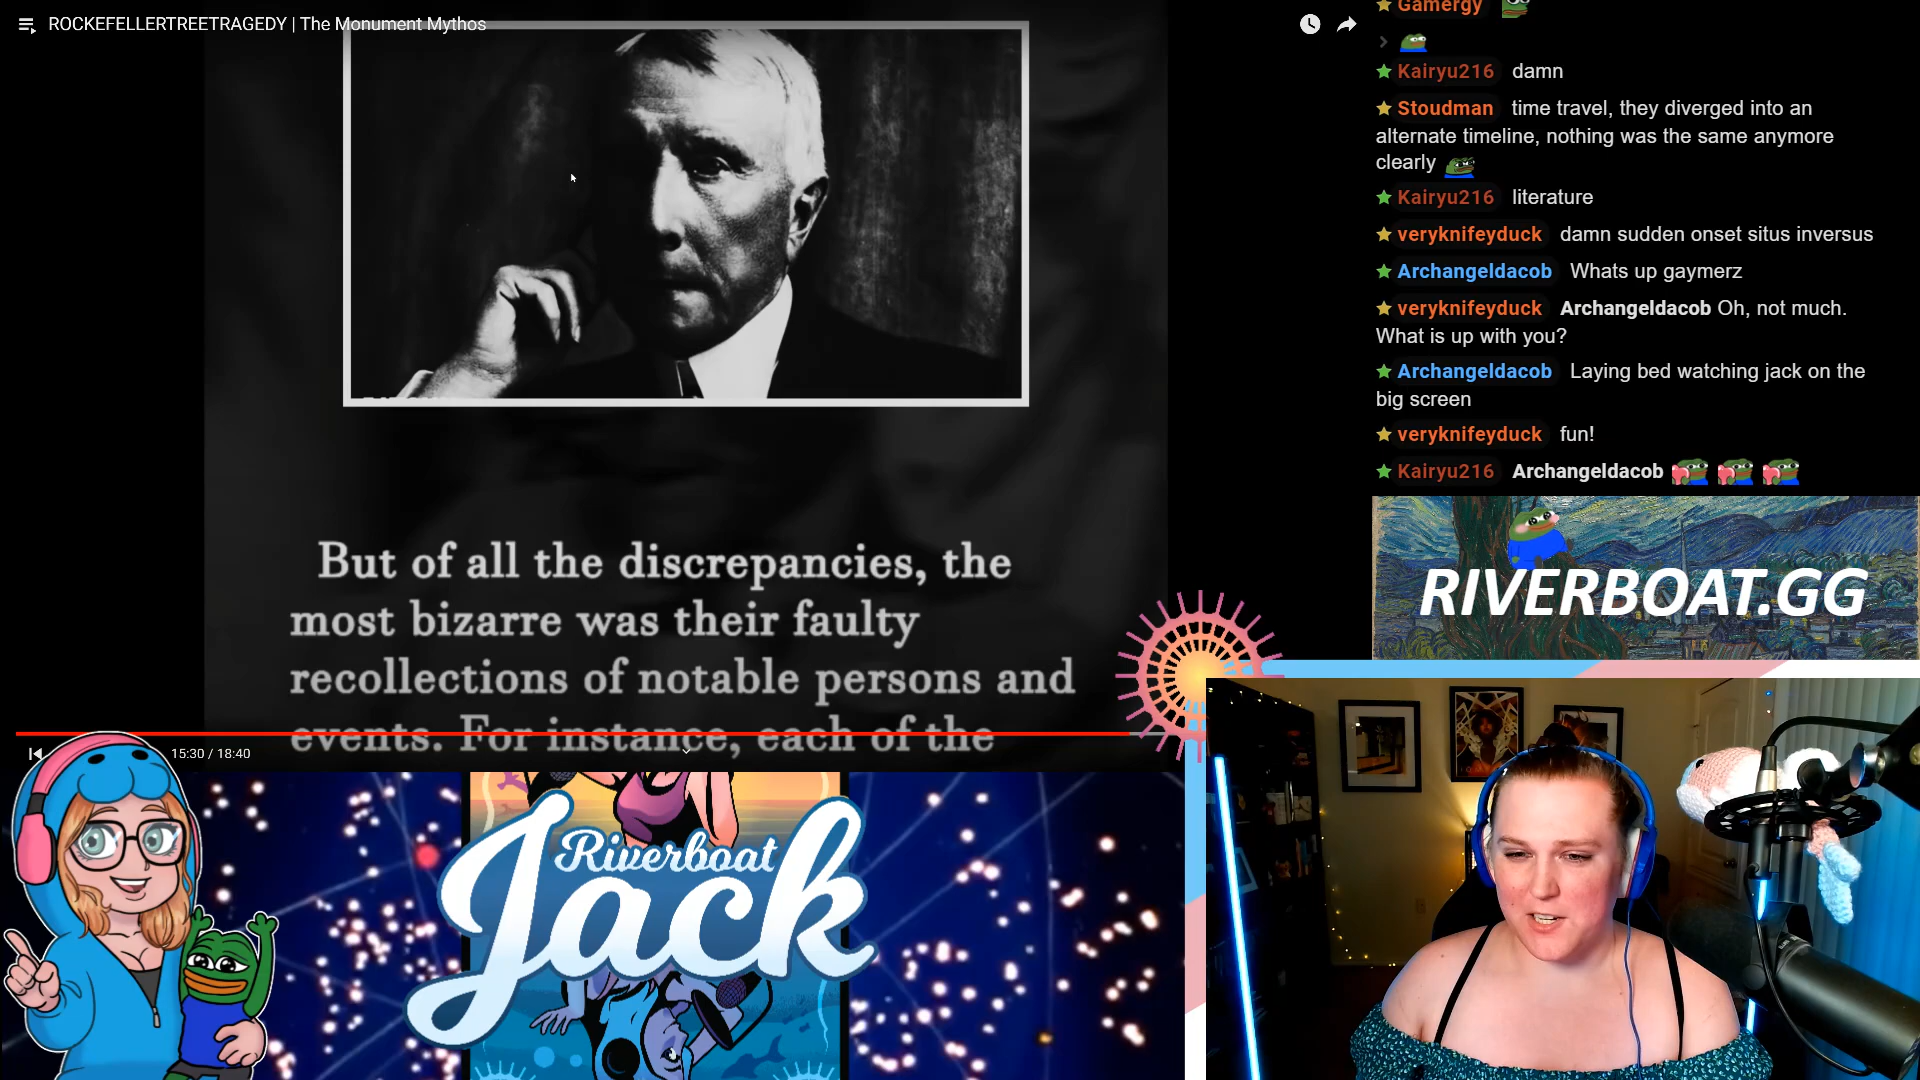 ROCKEFELLERTREETRAGEDY | The Monument Mythos
But of all the discrepancies, the
most bizarre was their faulty
recollections of notable persons and
events. For instance, each of the
15:30 / 18:40
Riverboat
Jack
Gamergy
Kairyu216 damn
Stoudman time travel, they diverged into an
alternate timeline, nothing was the same anymore
clearly
Kairyu216 literature
veryknifeyduck damn sudden onset situs inversus
Archangeldacob Whats up gaymerz
veryknifeyduck Archangeldacob Oh, not much.
What is up with you?
Archangeldacob Laying bed watching jack on the
big screen
veryknifeyduck fun!
Kairyu216 Archangeldacob
RIVERBOAT.GG